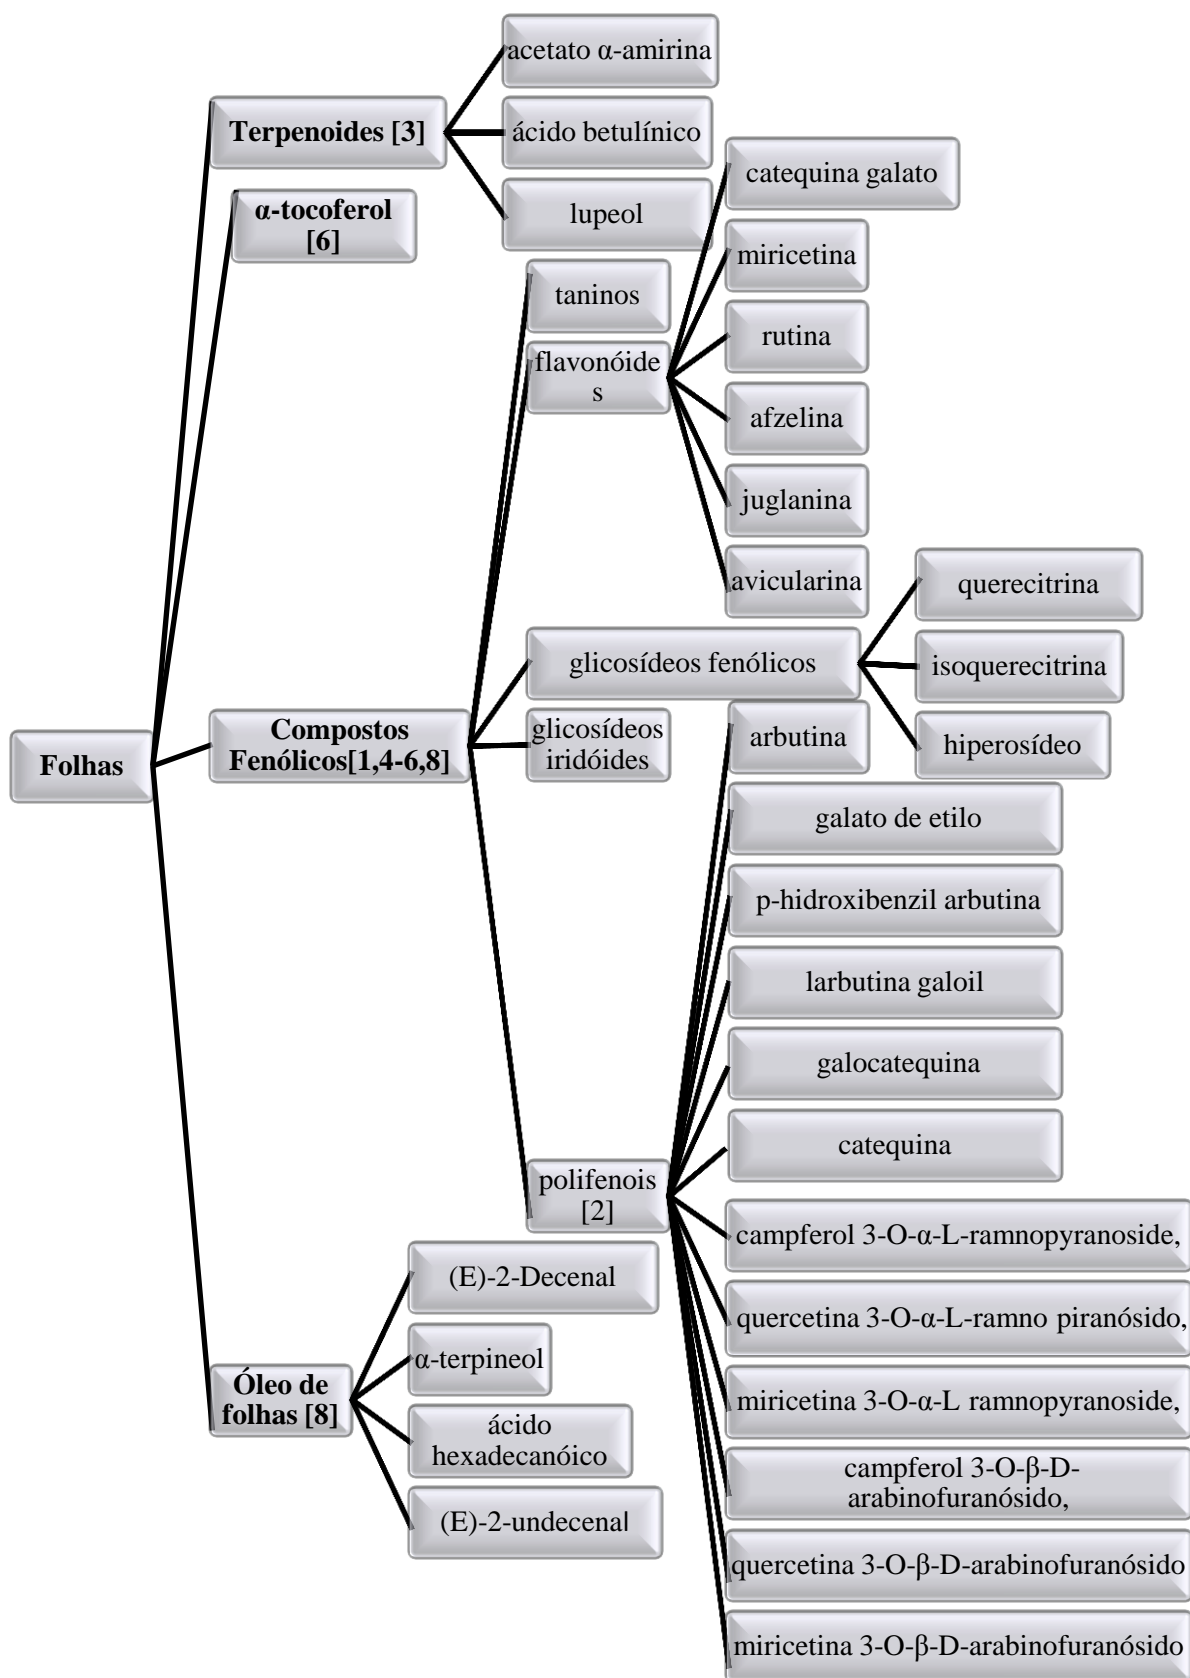 Folhas
Terpenoides [3]
acetato α-amirina
ácido betulínico
lupeol
α-tocoferol
[6]
Compostos
Fenólicos[1,4-6,8]
taninos
flavonóide
s
catequina galato
miricetina
rutina
afzelina
juglanina
avicularina
glicosídeos fenólicos
querecitrina
isoquerecitrina
hiperosídeo
glicosídeos
iridóides
polifenois
[2]
arbutina
galato de etilo
p-hidroxibenzil arbutina
larbutina galoil
galocatequina
catequina
campferol 3-O-α-L-ramnopyranoside,
quercetina 3-O-α-L-ramno piranósido,
miricetina 3-O-α-L ramnopyranoside,
campferol 3-O-β-D-
arabinofuranósido,
quercetina 3-O-β-D-arabinofuranósido
miricetina 3-O-β-D-arabinofuranósido
Óleo de
folhas [8]
(E)-2-Decenal
α-terpineol
ácido
hexadecanóico
(E)-2-undecenal